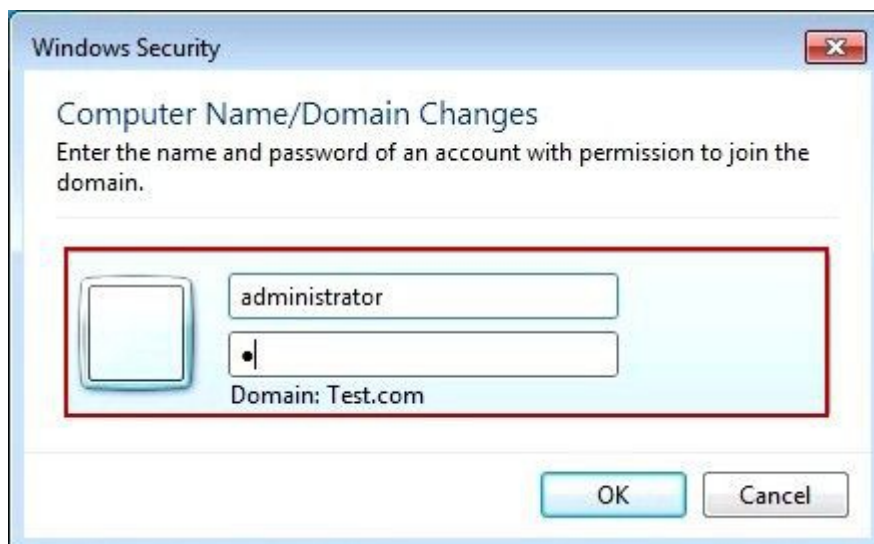 Windows Security
Computer Name/Domain Changes
Enter the name and password of an account with permission to join the
domain.
administrator
●
Domain: Test.com
OK
Cancel